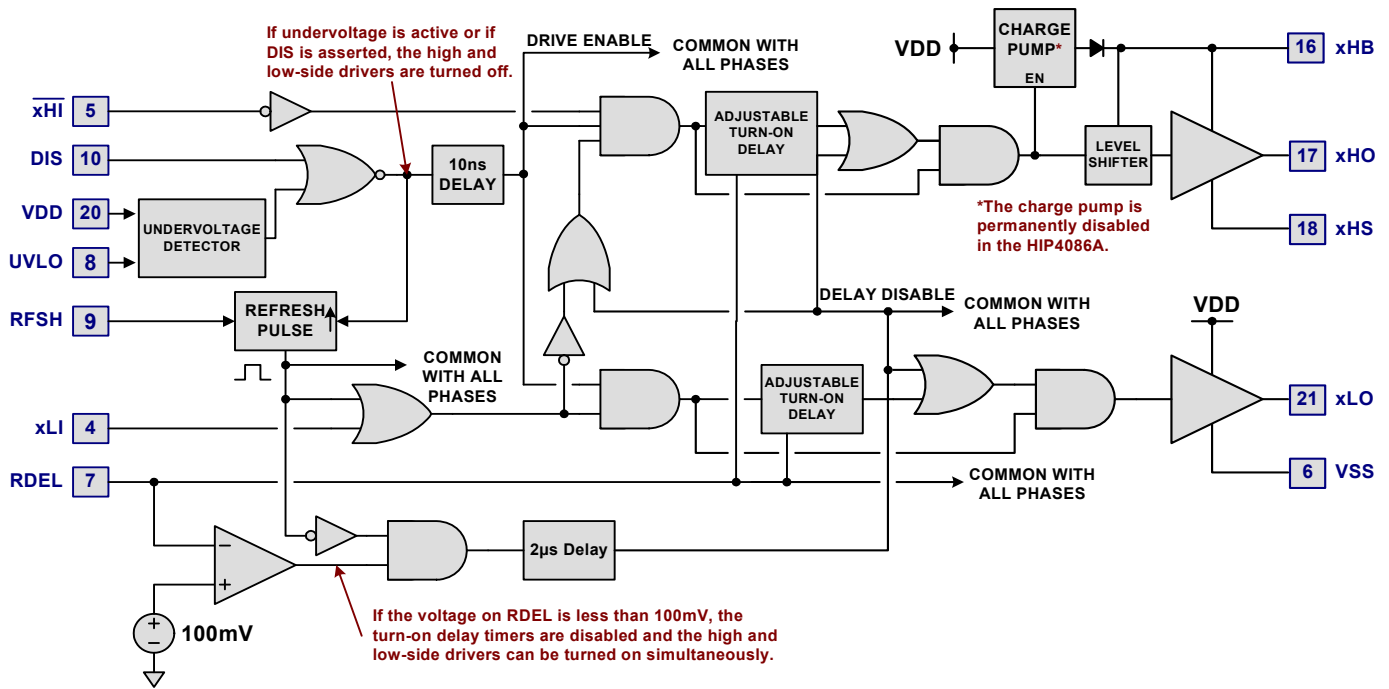 If undervoltage is active or if
DIS is asserted, the high and
low-side drivers are turned off.
DRIVE ENABLE
COMMON WITH
ALL PHASES
VDD
CHARGE
PUMP*
EN
16 xHB
xHI 5
ADJUSTABLE
TURN-ON
DELAY
DIS 10
10ns
DELAY
LEVEL
SHIFTER
17 xHO
VDD 20
UNDERVOLTAGE
DETECTOR
UVLO 8
*The charge pump is
permanently disabled
in the HIP4086A.
18 xHS
RFSH 9
REFRESH
PULSE
DELAY DISABLE
COMMON WITH
ALL PHASES
VDD
COMMON
WITH ALL
PHASES
ADJUSTABLE
TURN-ON
DELAY
21 xLO
xLI 4
RDEL 7
COMMON WITH
ALL PHASES
6 VSS
−
+
2µs Delay
+
−
100mV
If the voltage on RDEL is less than 100mV, the
turn-on delay timers are disabled and the high and
low-side drivers can be turned on simultaneously.